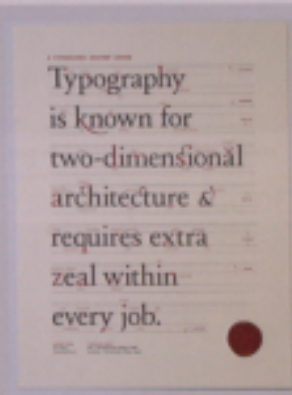 Typography
is known for
two-dimensional
architecture &
requires extra
zeal within
every job.